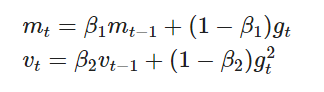 m_t = β_1 m_{t−1} + (1 − β_1) g_t
v_t = β_2 v_{t−1} + (1 − β_2) g_t^2